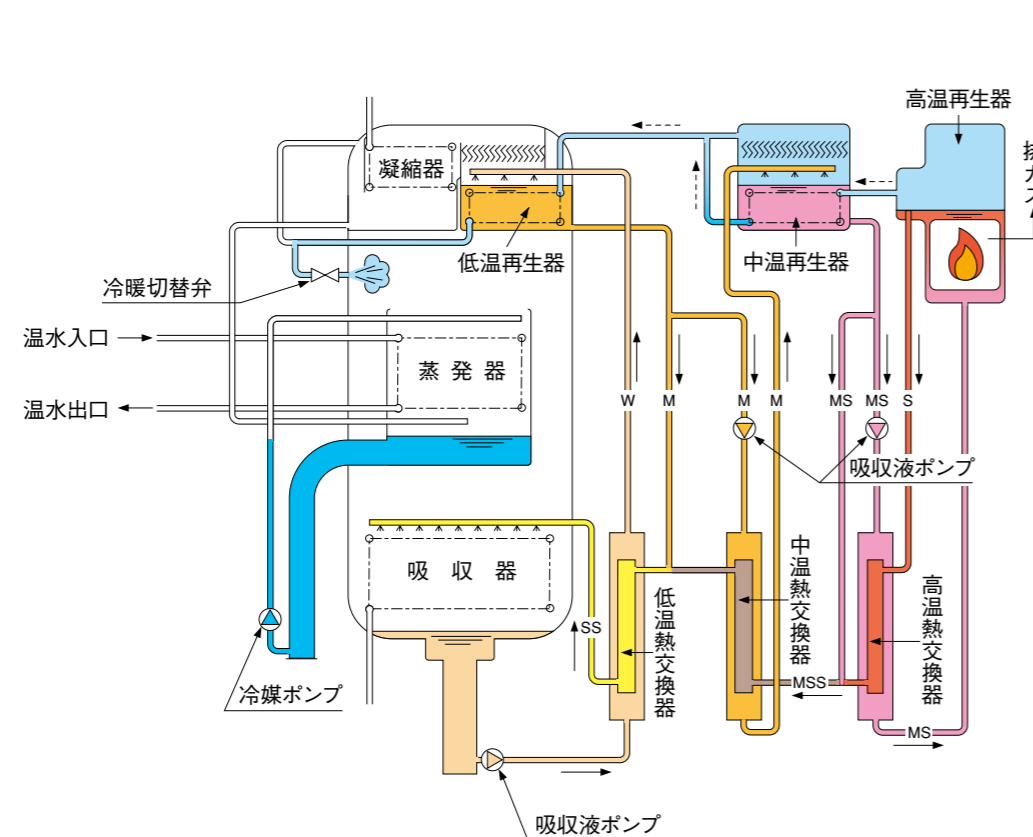 高温再生器
排ガス
凝縮器
低温再生器
中温再生器
冷暖切替弁
温水入口
蒸発器
温水出口
W
M
M
M
MS
MS
S
吸収液ポンプ
吸収器
中温熱交換器
低温熱交換器
高温熱交換器
SS
MSS
冷媒ポンプ
MS
吸収液ポンプ